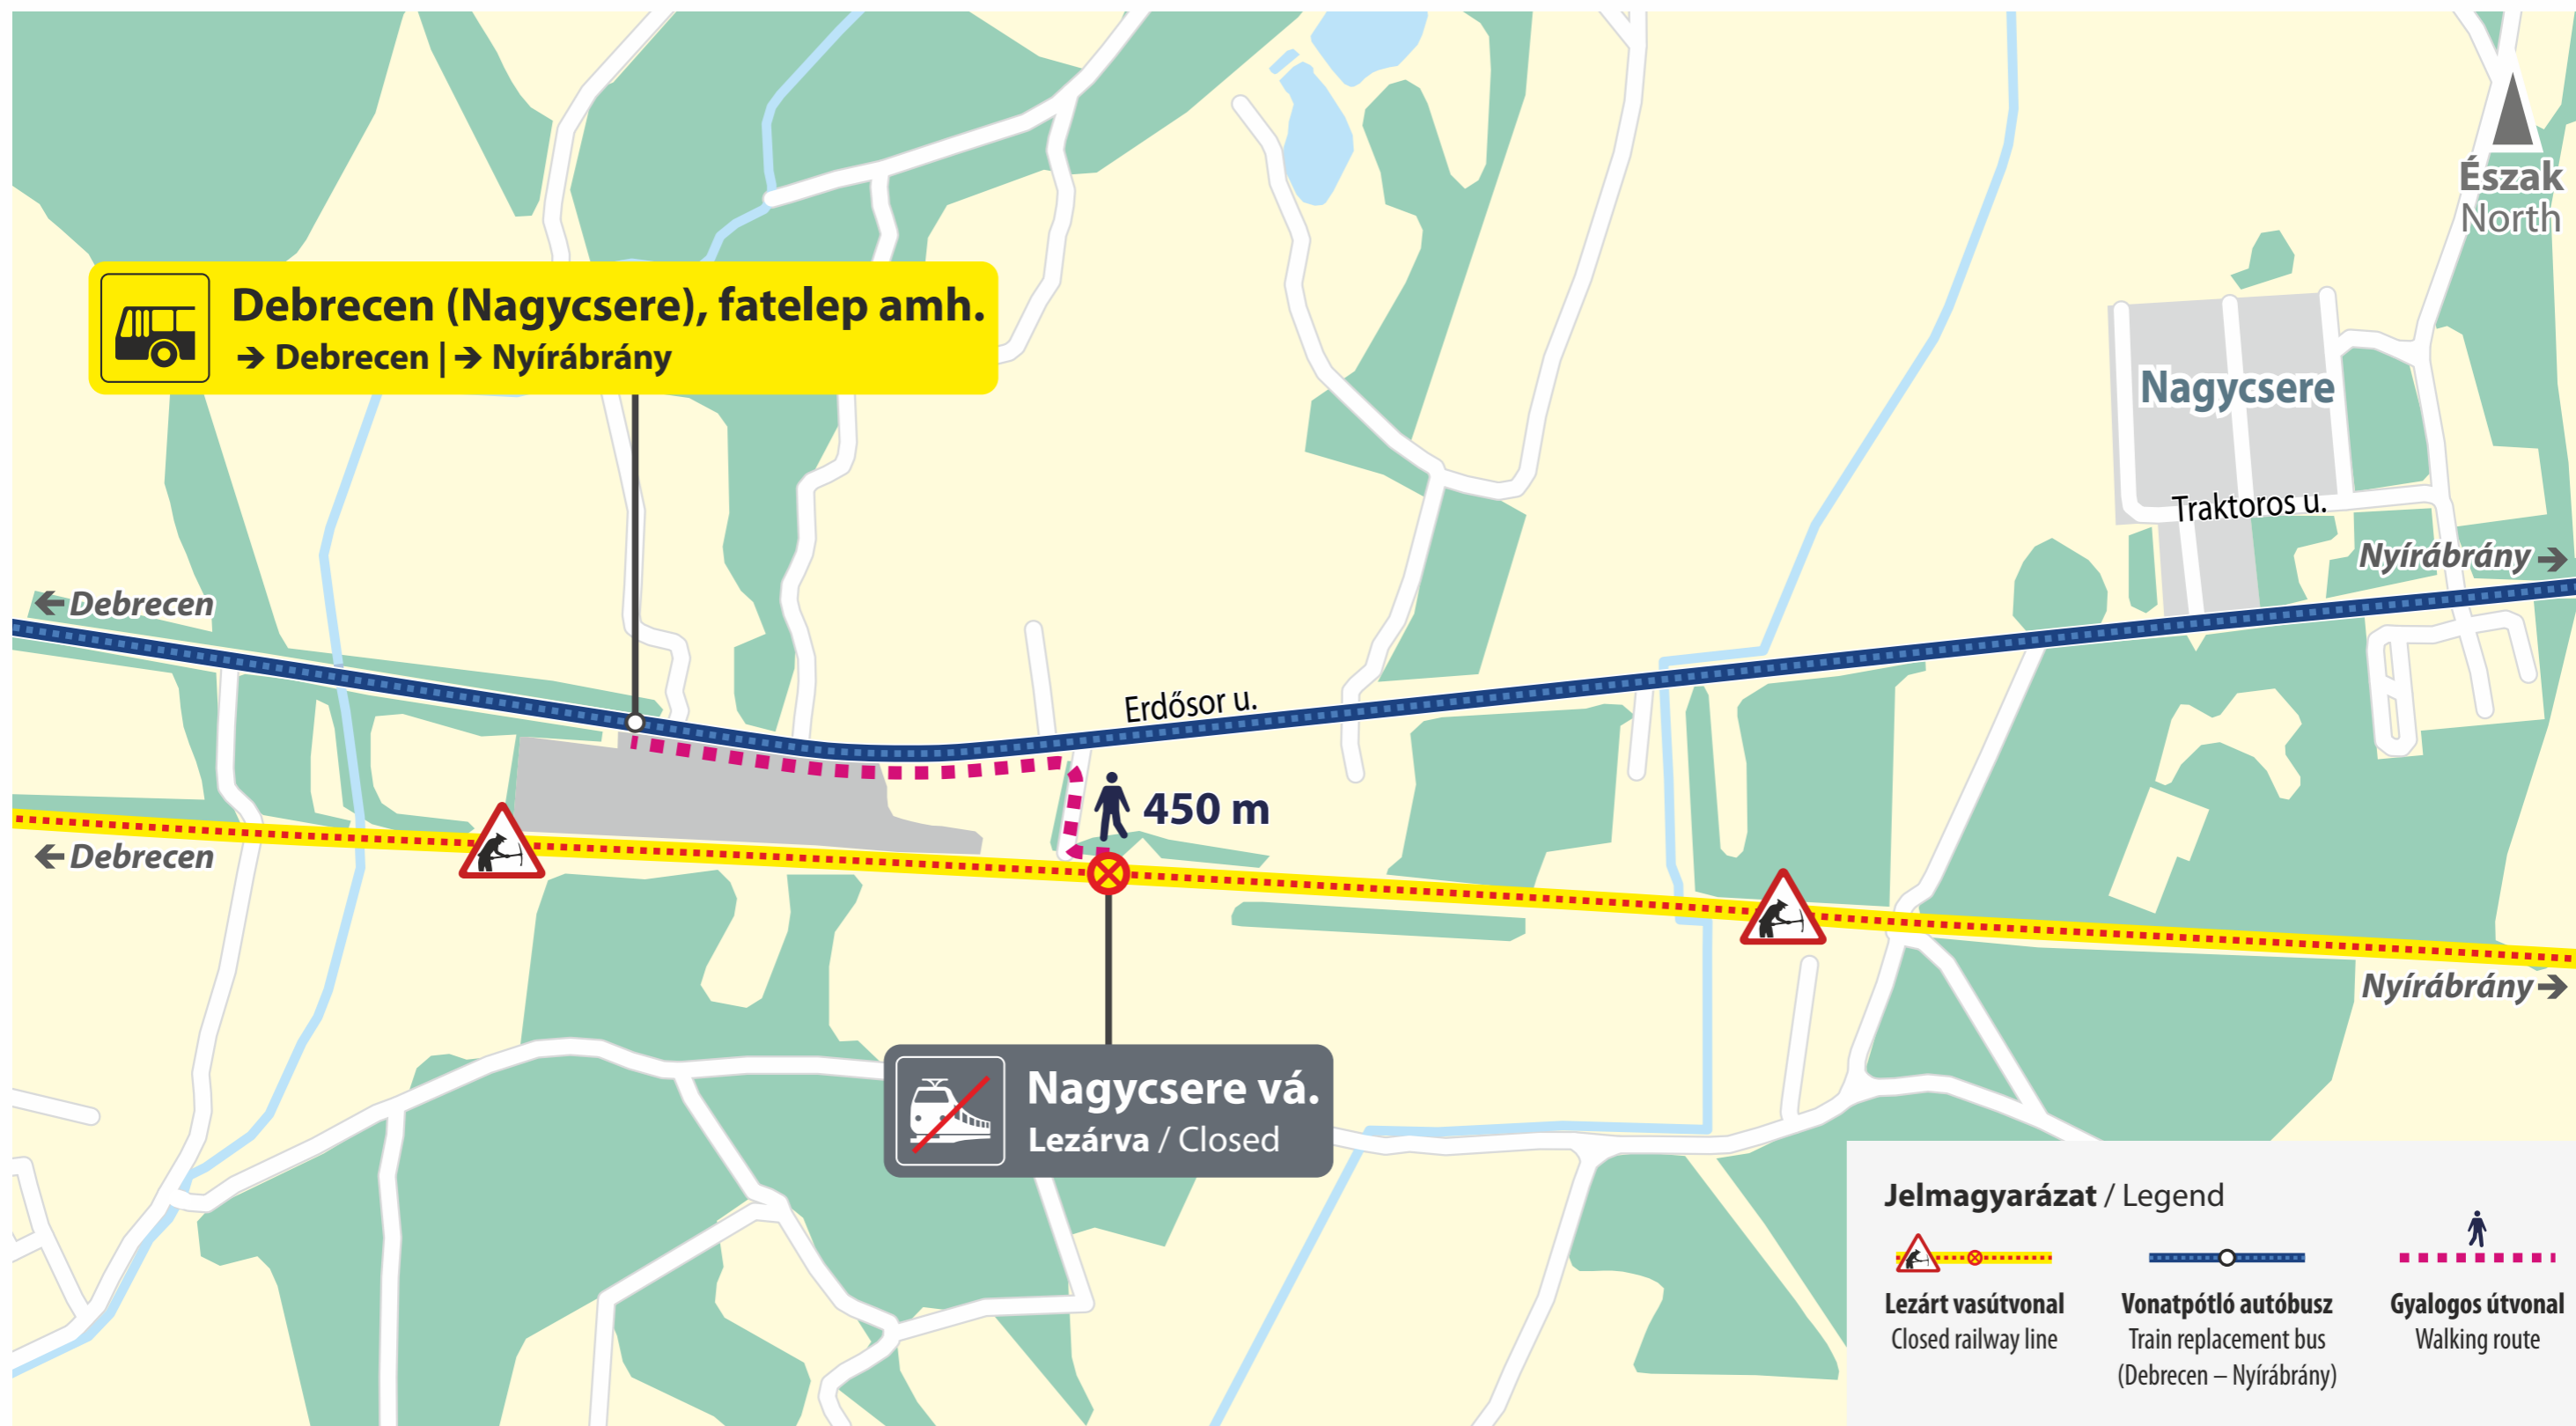 Észak
North
Debrecen (Nagycsere), fatelep amh.
➔ Debrecen | ➔ Nyírábrány
Nagycsere
Traktoros u.
Nyírábrány ➔
← Debrecen
Erdősor u.
450 m
← Debrecen
Nyírábrány ➔
Nagycsere vá.
Lezárva / Closed
Jelmagyarázat / Legend
Lezárt vasútvonal
Closed railway line
Vonatpótló autóbusz
Train replacement bus
(Debrecen – Nyírábrány)
Gyalogos útvonal
Walking route